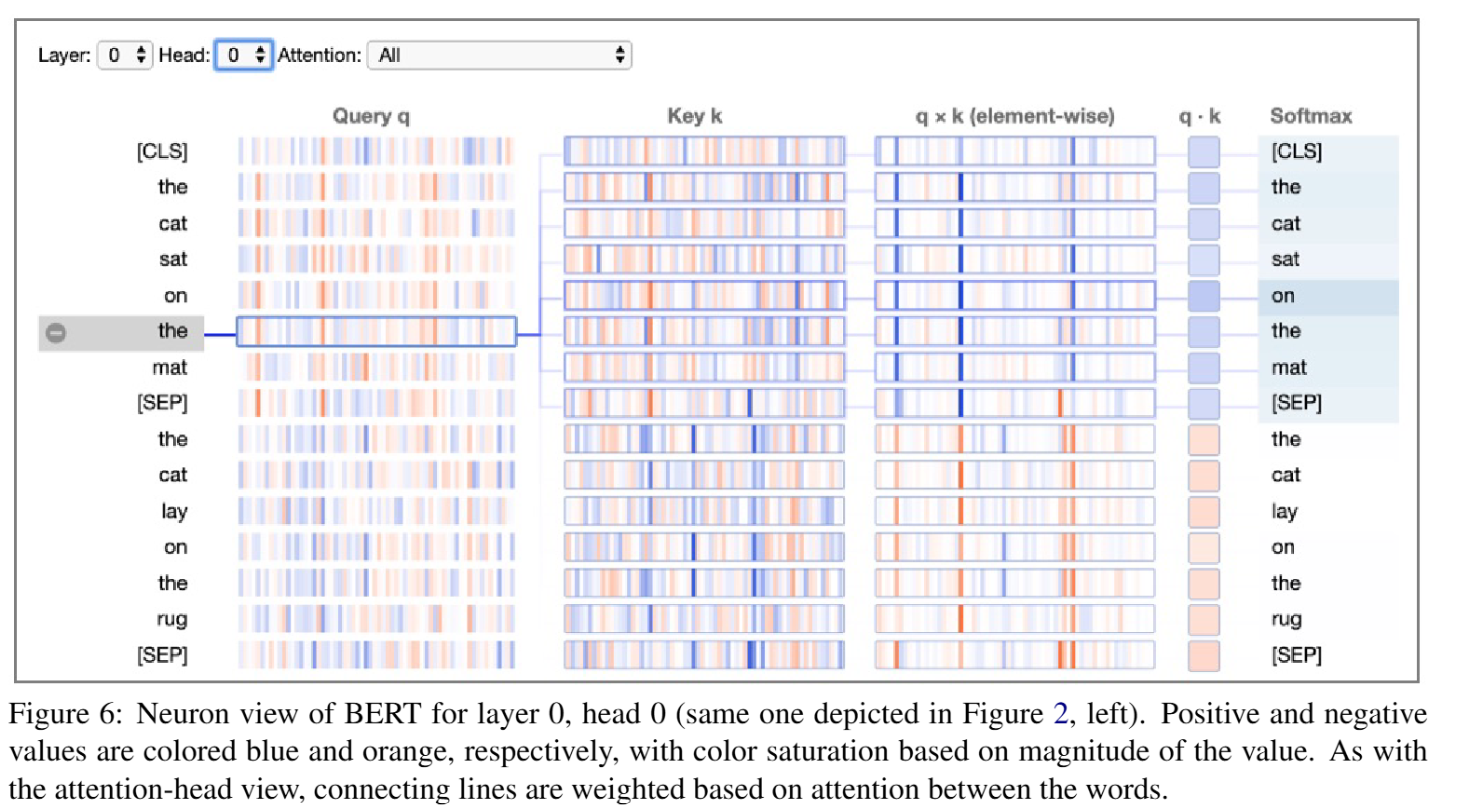 Layer: 0 Head: 0 Attention: All
Query q Key k q × k (element-wise) q · k Softmax
[CLS] [CLS]
the the
cat cat
sat sat
on on
the the
mat mat
[SEP] [SEP]
the the
cat cat
lay lay
on on
the the
rug rug
[SEP] [SEP]
Figure 6: Neuron view of BERT for layer 0, head 0 (same one depicted in Figure 2, left). Positive and negative
values are colored blue and orange, respectively, with color saturation based on magnitude of the value. As with
the attention-head view, connecting lines are weighted based on attention between the words.